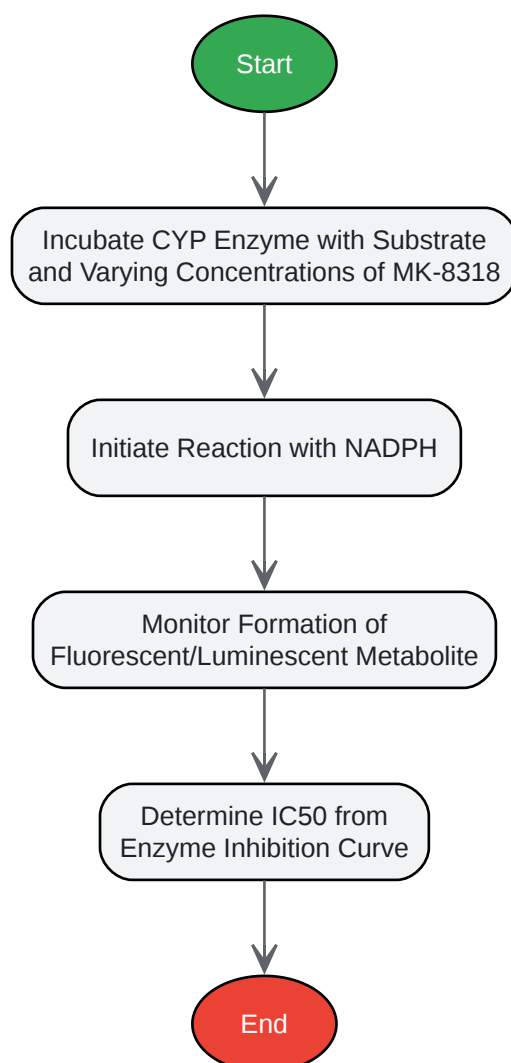 Start
Incubate CYP Enzyme with Substrate
and Varying Concentrations of MK-8318
Initiate Reaction with NADPH
Monitor Formation of
Fluorescent/Luminescent Metabolite
Determine IC50 from
Enzyme Inhibition Curve
End